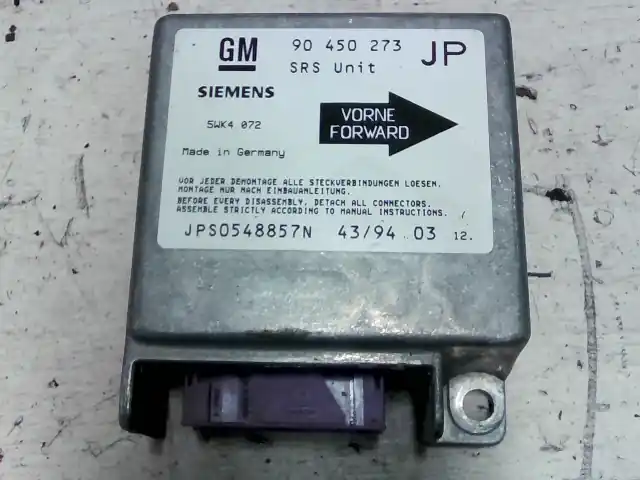 GM 90 450 273 JP
SRS Unit
SIEMENS
5WK4 072
VORNE
FORWARD
Made in Germany
VOR JEDER DEMONTAGE ALLE STECKVERBINDUNGEN LOESEN.
MONTAGE NUR NACH EINBAUANLEITUNG.
BEFORE EVERY DISASSEMBLY, DETACH ALL CONNECTORS.
ASSEMBLE STRICTLY ACCORDING TO MANUAL INSTRUCTIONS.
JPS0548857N 43/94 03 12.